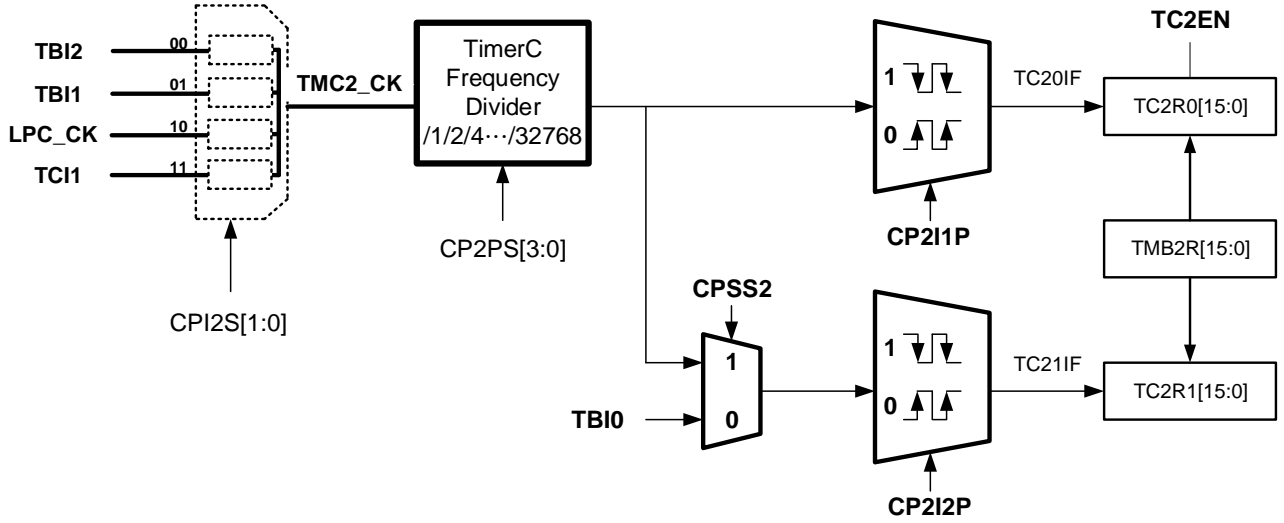 TBI2
00
TBI1
01
LPC_CK
10
TCI1
11
CPI2S[1:0]
TMC2_CK
TimerC
Frequency
Divider
/1/2/4···/32768
CP2PS[3:0]
CPSS2
1
0
TBI0
1
0
CP2I1P
TC20IF
TC2EN
TC2R0[15:0]
TMB2R[15:0]
1
0
CP2I2P
TC21IF
TC2R1[15:0]